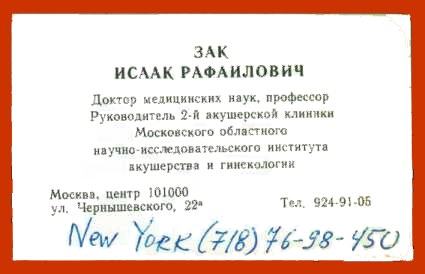 ЗАК
ИСААК РАФАИЛОВИЧ
Доктор медицинских наук, профессор
Руководитель 2-й акушерской клиники
Московского областного
научно-исследовательского института
акушерства и гинекологии
Москва, центр 101000
ул. Чернышевского, 22ª
Тел. 924-91-05
New York (718) 76-98-450